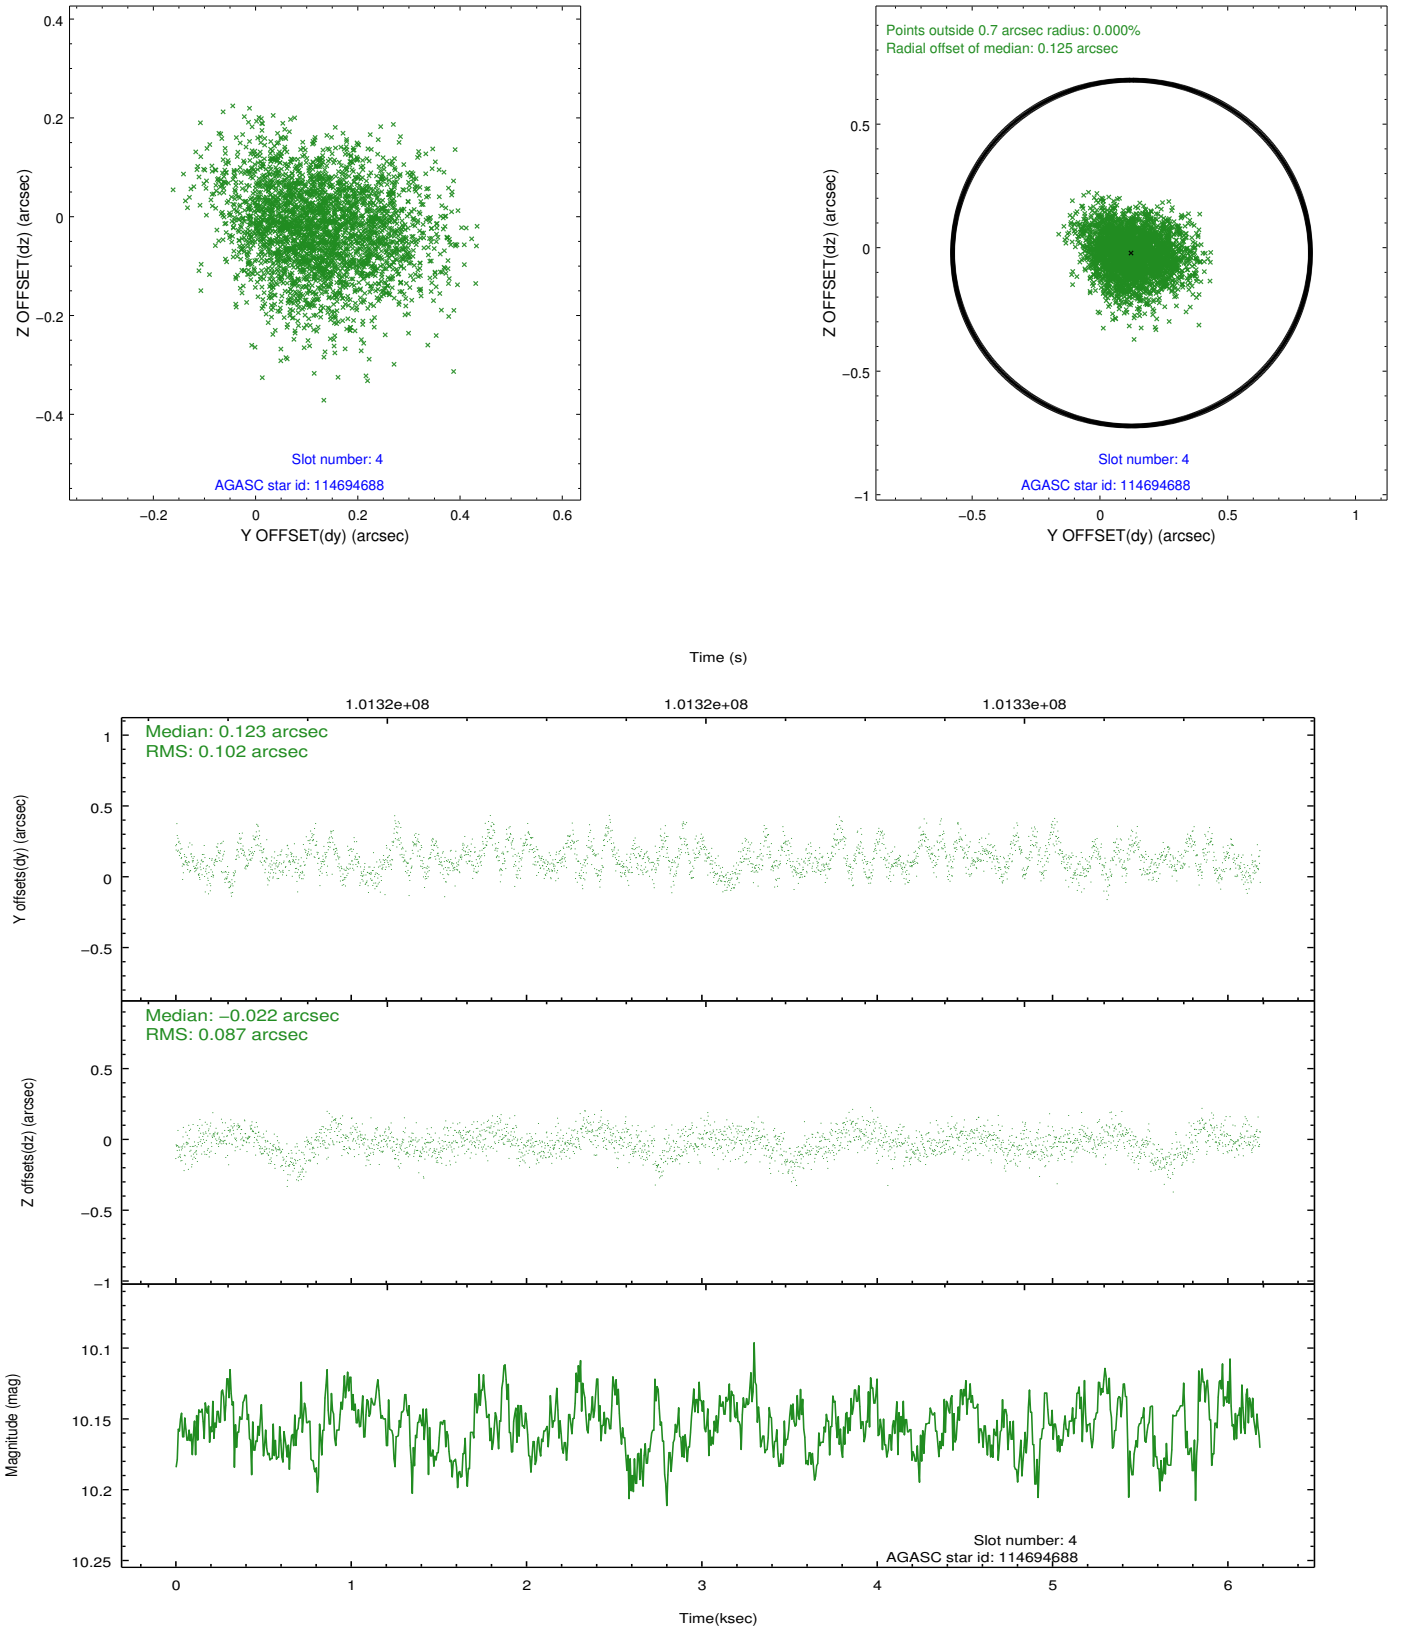 0.4
0.2
0
−0.2
−0.4
Z OFFSET(dz) (arcsec)
Slot number: 4
AGASC star id: 114694688
−0.2 0 0.2 0.4 0.6
Y OFFSET(dy) (arcsec)
Points outside 0.7 arcsec radius: 0.000%
Radial offset of median: 0.125 arcsec
0.5
0
−0.5
−1
Z OFFSET(dz) (arcsec)
Slot number: 4
AGASC star id: 114694688
−0.5 0 0.5 1
Y OFFSET(dy) (arcsec)
Time (s)
1.0132e+08 1.0132e+08 1.0133e+08
Median: 0.123 arcsec
RMS: 0.102 arcsec
1
0.5
0
−0.5
Y offsets(dy) (arcsec)
Median: −0.022 arcsec
RMS: 0.087 arcsec
0.5
0
−0.5
−1
Z offsets(dz) (arcsec)
10.1
10.15
10.2
10.25
Magnitude (mag)
Slot number: 4
AGASC star id: 114694688
0 1 2 3 4 5 6
Time(ksec)